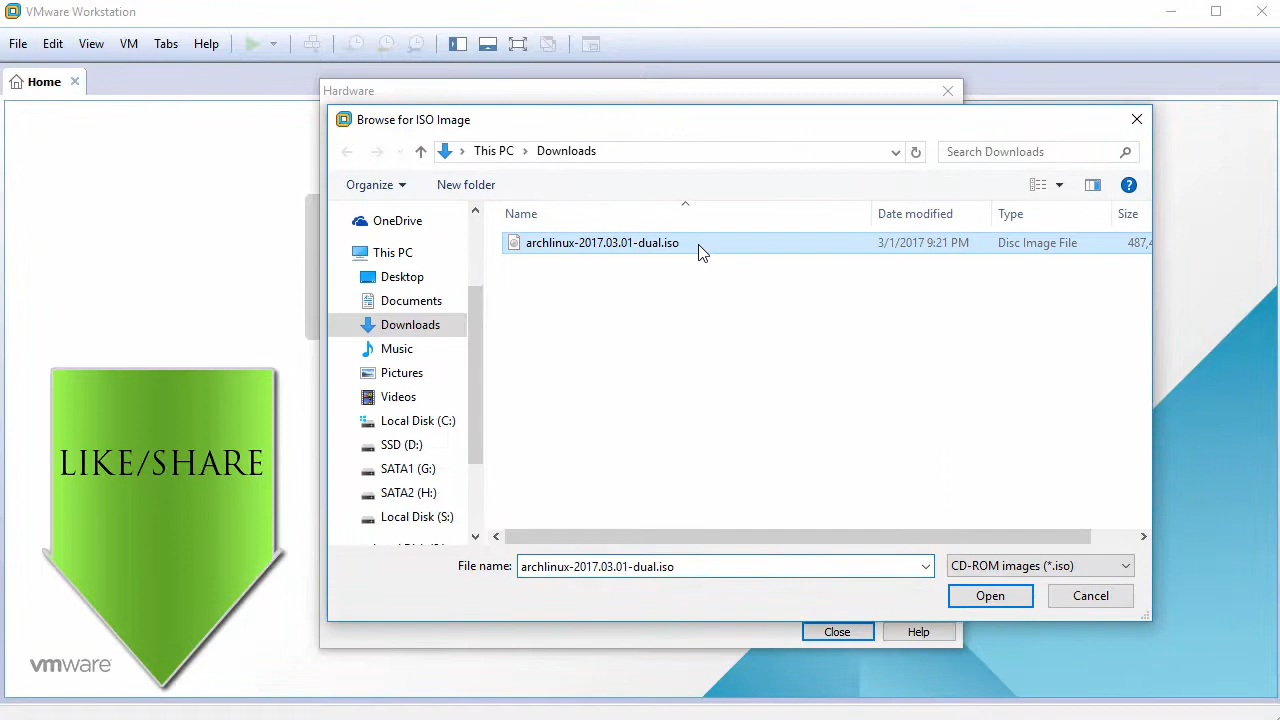 VMware Workstation
File Edit View VM Tabs Help
Home
Hardware
Browse for ISO Image
This PC > Downloads
Search Downloads
Organize New folder
Name Date modified Type Size
archlinux-2017.03.01-dual.iso 3/1/2017 9:21 PM Disc Image File 487,4
OneDrive
This PC
Desktop
Documents
Downloads
Music
Pictures
Videos
Local Disk (C:)
SSD (D:)
SATA1 (G:)
SATA2 (H:)
Local Disk (S:)
File name: archlinux-2017.03.01-dual.iso CD-ROM images (*.iso)
Open Cancel
Close Help
LIKE/SHARE
vmware